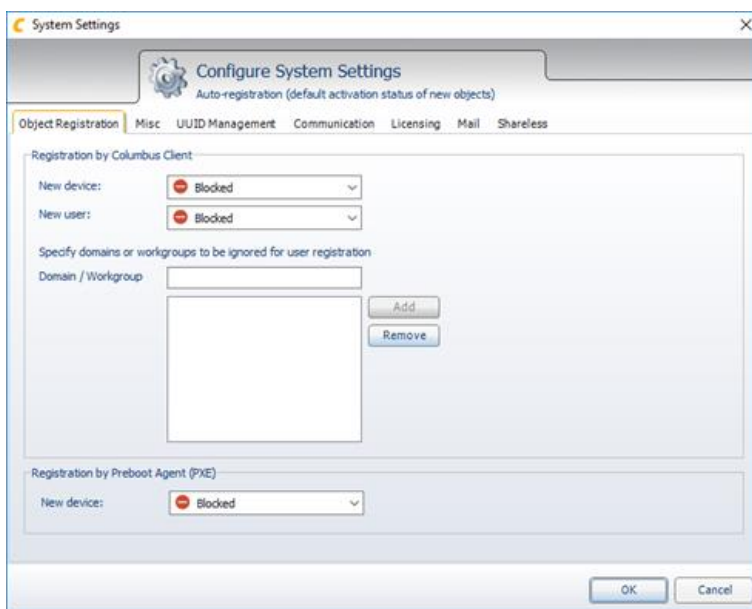 System Settings
Configure System Settings
Auto-registration (default activation status of new objects)
Object Registration Misc UUID Management Communication Licensing Mail Shareless
Registration by Columbus Client
New device: Blocked
New user: Blocked
Specify domains or workgroups to be ignored for user registration
Domain / Workgroup
Add
Remove
Registration by Preboot Agent (PXE)
New device: Blocked
OK Cancel